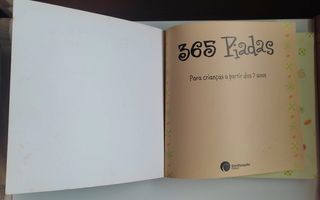 365 Piadas
Para crianças a partir dos 7 anos